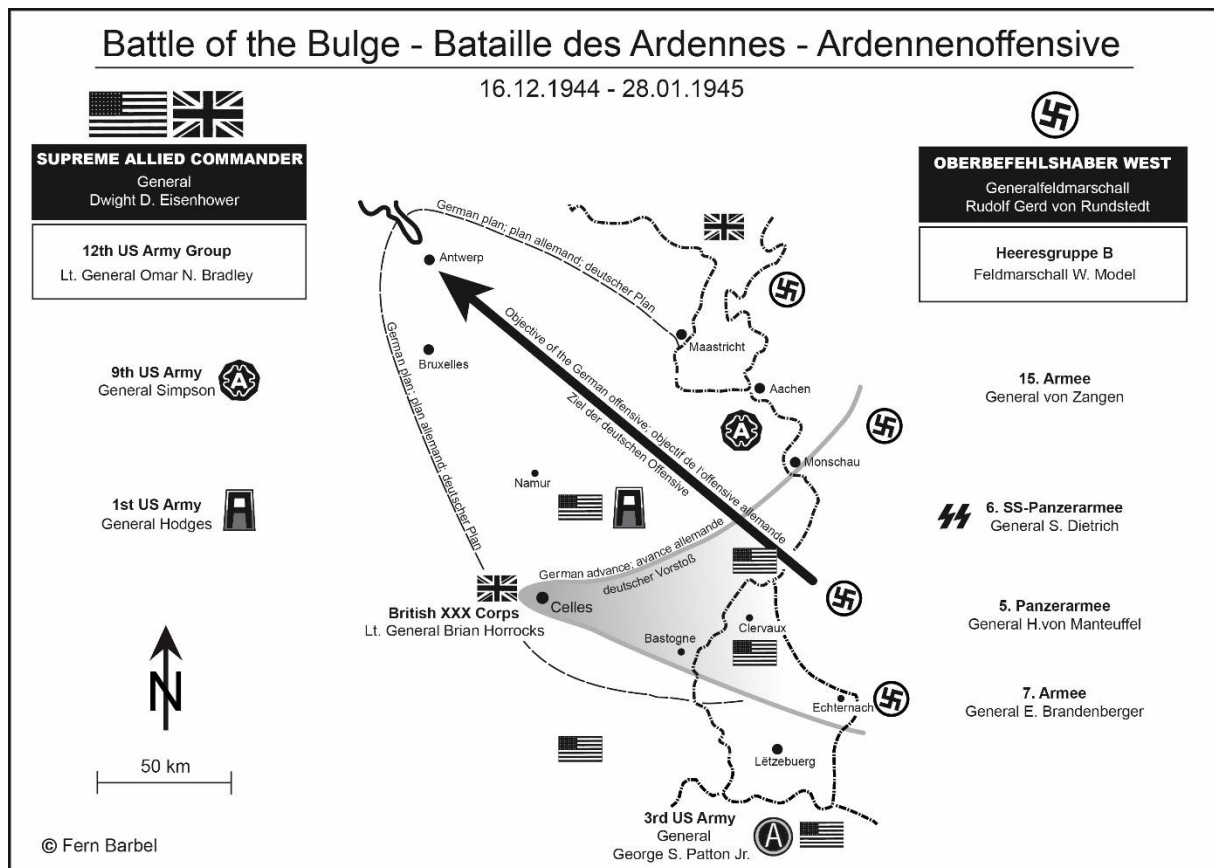 Battle of the Bulge - Bataille des Ardennes - Ardennenoffensive
16.12.1944 - 28.01.1945
SUPREME ALLIED COMMANDER
General
Dwight D. Eisenhower
12th US Army Group
Lt. General Omar N. Bradley
9th US Army
General Simpson
A
1st US Army
General Hodges
A
N
50 km
© Fern Barbel
German plan; plan allemand; deutscher Plan
Antwerp
Maastricht
Bruxelles
Aachen
German plan; plan allemand; deutscher Plan
Objective of the German offensive; objectif de l'offensive allemande
Ziel der deutschen Offensive
A
Monschau
Namur
A
German advance; avance allemande
deutscher Vorstoß
Celles
British XXX Corps
Lt. General Brian Horrocks
Clervaux
Bastogne
Echternach
Lëtzebuerg
3rd US Army
General
George S. Patton Jr.
A
OBERBEFEHLSHABER WEST
Generalfeldmarschall
Rudolf Gerd von Rundstedt
Heeresgruppe B
Feldmarschall W. Model
15. Armee
General von Zangen
6. SS-Panzerarmee
General S. Dietrich
5. Panzerarmee
General H.von Manteuffel
7. Armee
General E. Brandenberger